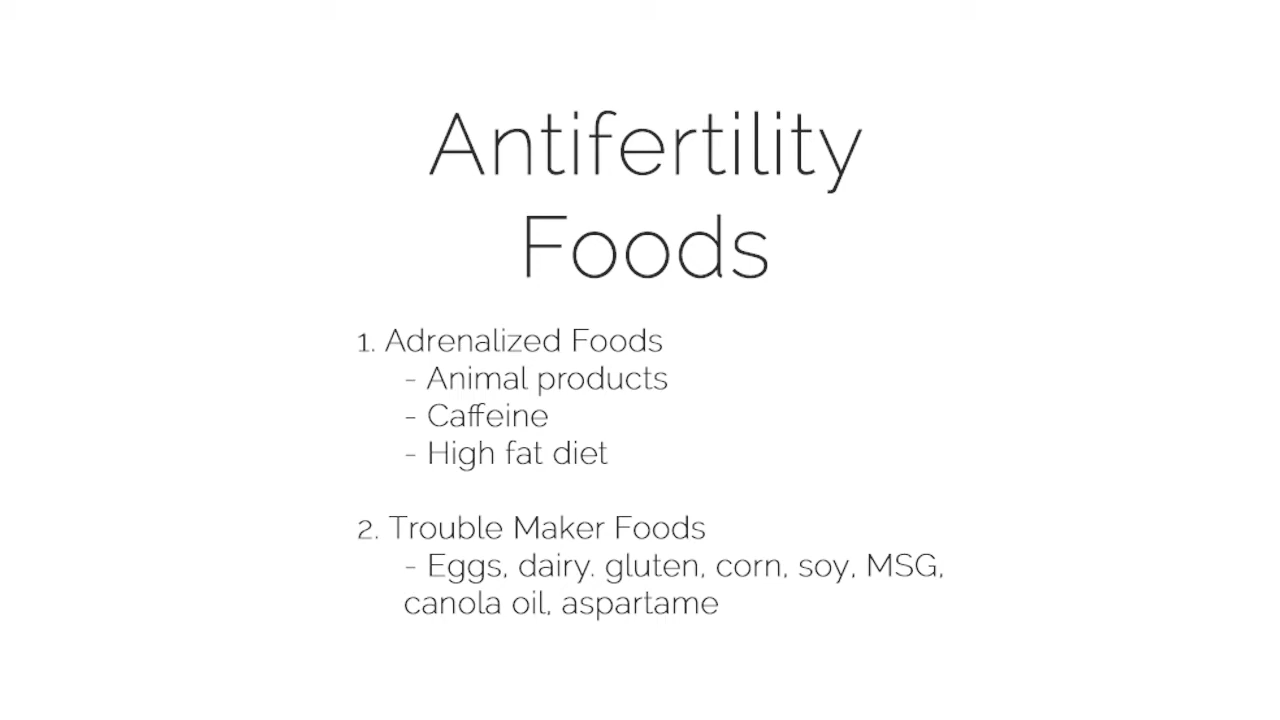 Antifertility
Foods
1. Adrenalized Foods
- Animal products
- Caffeine
- High fat diet
2. Trouble Maker Foods
- Eggs, dairy. gluten, corn, soy, MSG,
canola oil, aspartame